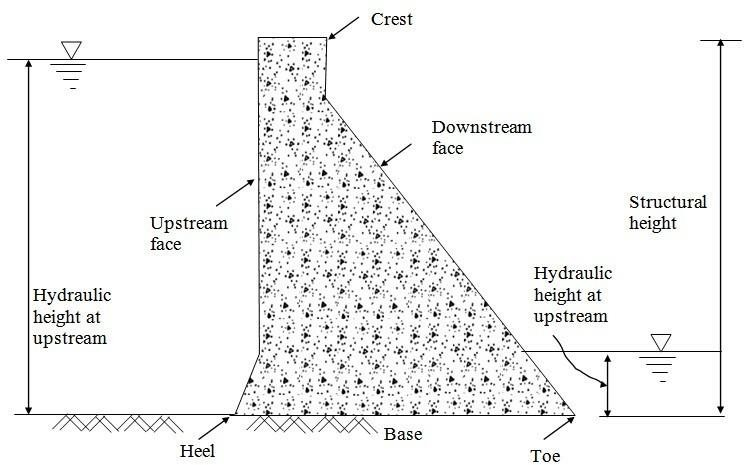 Crest
Downstream
face
Structural
height
Upstream
face
Hydraulic
height at
upstream
Hydraulic
height at
upstream
Heel
Base
Toe